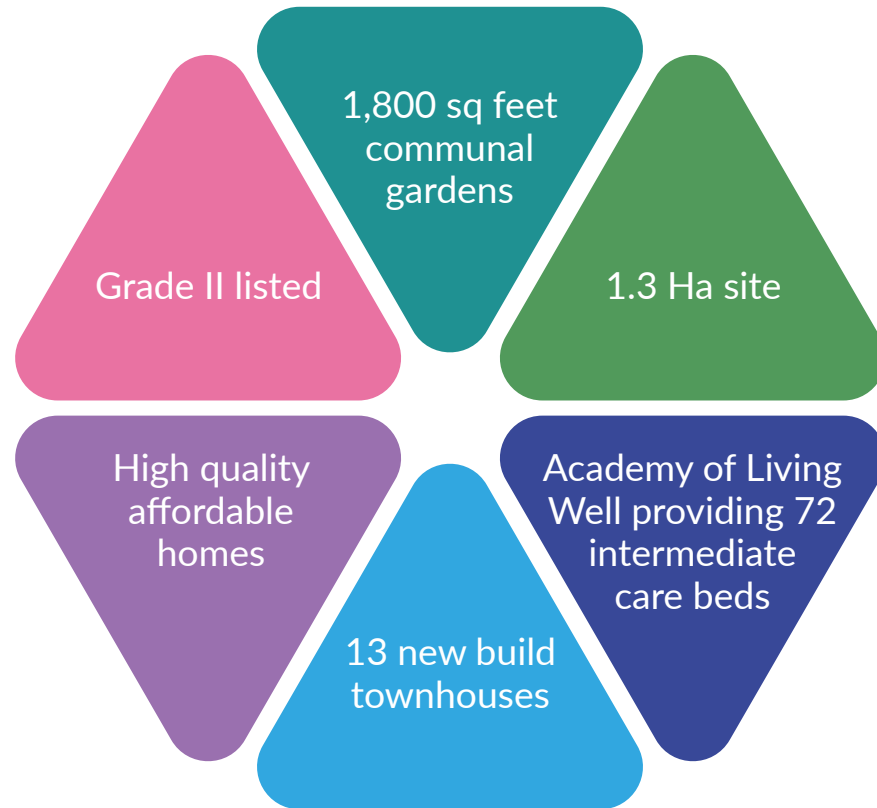 1,800 sq feet
communal
gardens
Grade II listed
1.3 Ha site
High quality
affordable
homes
Academy of Living
Well providing 72
intermediate
care beds
13 new build
townhouses